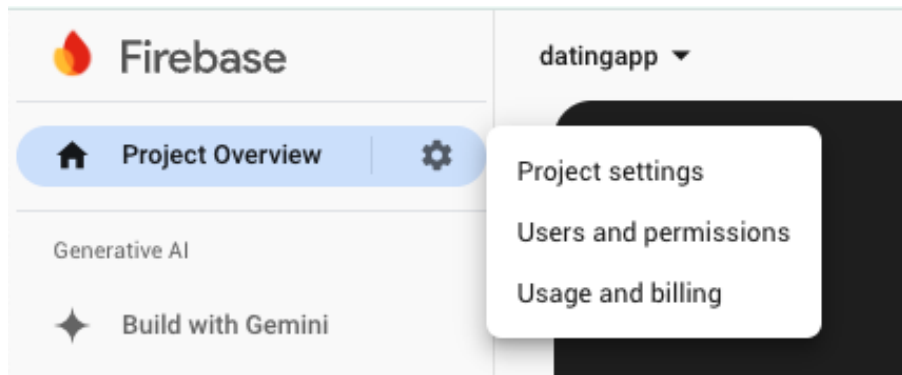 Firebase
datingapp
Project Overview
Project settings
Users and permissions
Usage and billing
Generative AI
Build with Gemini